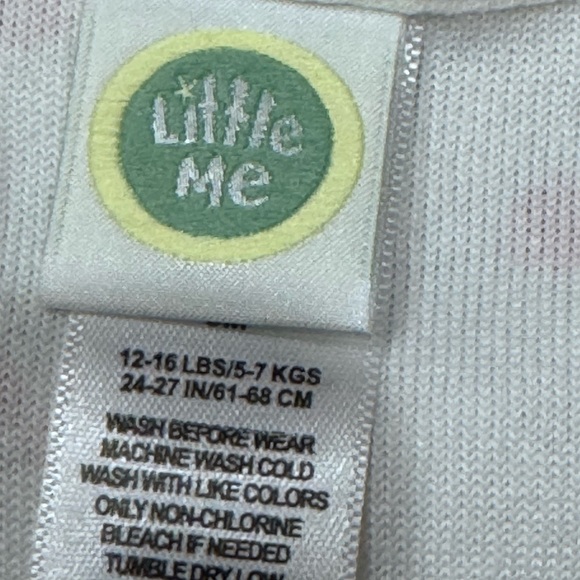 Little
Me
12-16 LBS/5-7 KGS
24-27 IN/61-68 CM
WASH BEFORE WEAR
MACHINE WASH COLD
WASH WITH LIKE COLORS
ONLY NON-CHLORINE
BLEACH IF NEEDED
TUMBLE DRY LOW